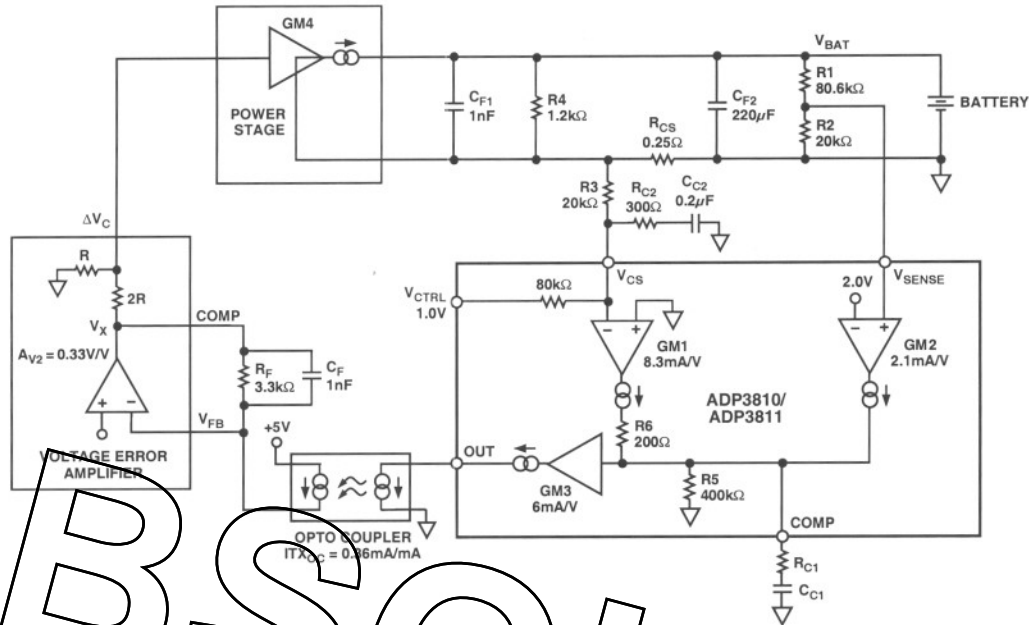 GM4
POWER
STAGE
C_F1
1nF
R4
1.2kΩ
C_F2
220μF
V_BAT
R1
80.6kΩ
R2
20kΩ
BATTERY
R_CS
0.25Ω
R3
20kΩ
R_C2
300Ω
C_C2
0.2μF
ΔV_C
R
2R
V_X
COMP
A_V2 = 0.33V/V
R_F
3.3kΩ
C_F
1nF
V_FB
VOLTAGE ERROR
AMPLIFIER
+5V
OPTO COUPLER
ITX_OC = 0.36mA/mA
V_CTRL
1.0V
80kΩ
V_CS
2.0V
V_SENSE
GM1
8.3mA/V
GM2
2.1mA/V
ADP3810/
ADP3811
R6
200Ω
OUT
GM3
6mA/V
R5
400kΩ
COMP
R_C1
C_C1